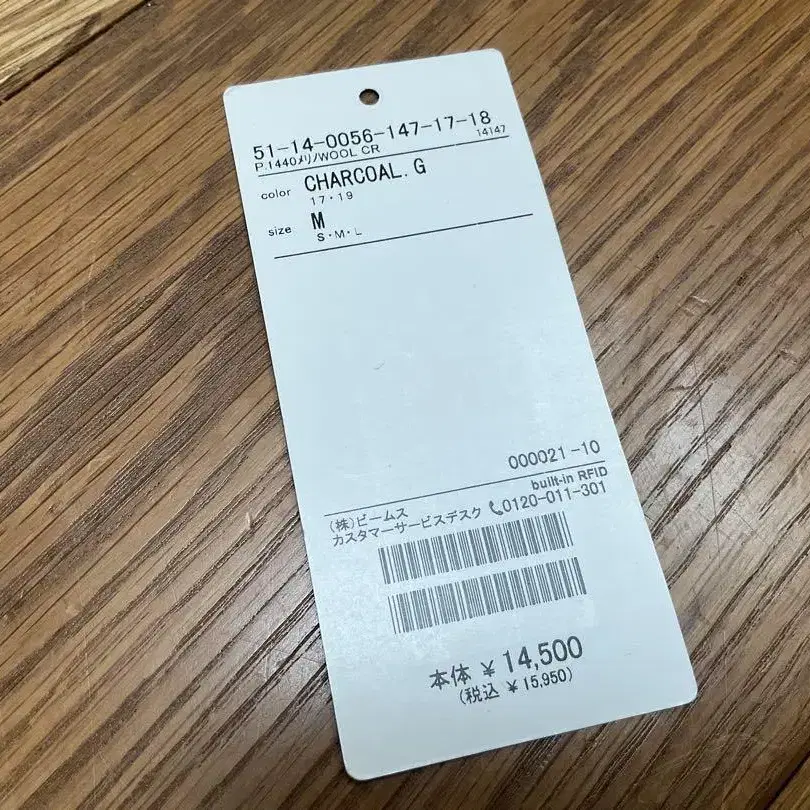 51-14-0056-147-17-18
P.1440メリノWOOL CR 14147
color CHARCOAL.G
17・19
size M
S・M・L
000021-10
built-in RFID
(株)ビームス
カスタマーサービスデスク 📞0120-011-301
本体 ¥14,500
(税込 ¥15,950)